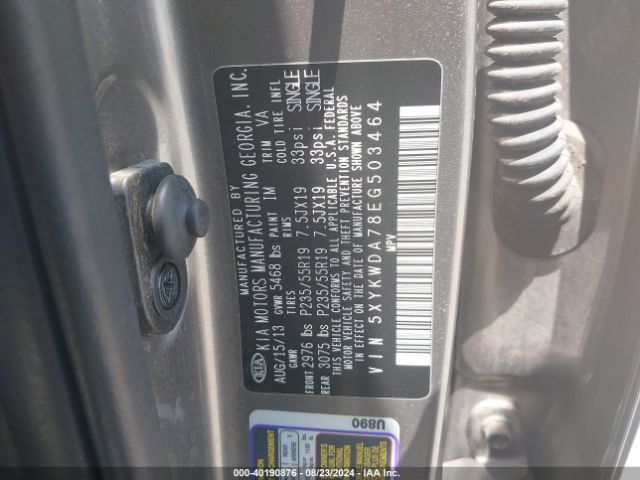 MANUFACTURED BY
KIA KIA MOTORS MANUFACTURING GEORGIA. INC.
AUG/15/13 GVWR 5468 lbs PAINT IM TRIM VA
GAWR TIRES RIMS COLD TIRE INFL
FRONT 2976 lbs P235/55R19 7.5JX19 33psi SINGLE
REAR 3075 lbs P235/55R19 7.5JX19 33psi SINGLE
THIS VEHICLE CONFORMS TO ALL APPLICABLE U.S.A. FEDERAL
MOTOR VEHICLE SAFETY AND THEFT PREVENTION STANDARDS
IN EFFECT ON THE DATE OF MANUFACTURE SHOWN ABOVE
VIN 5XYKWDA78EG503464
MPV
U890
000-40190876 - 08/23/2024 - IAA Inc.